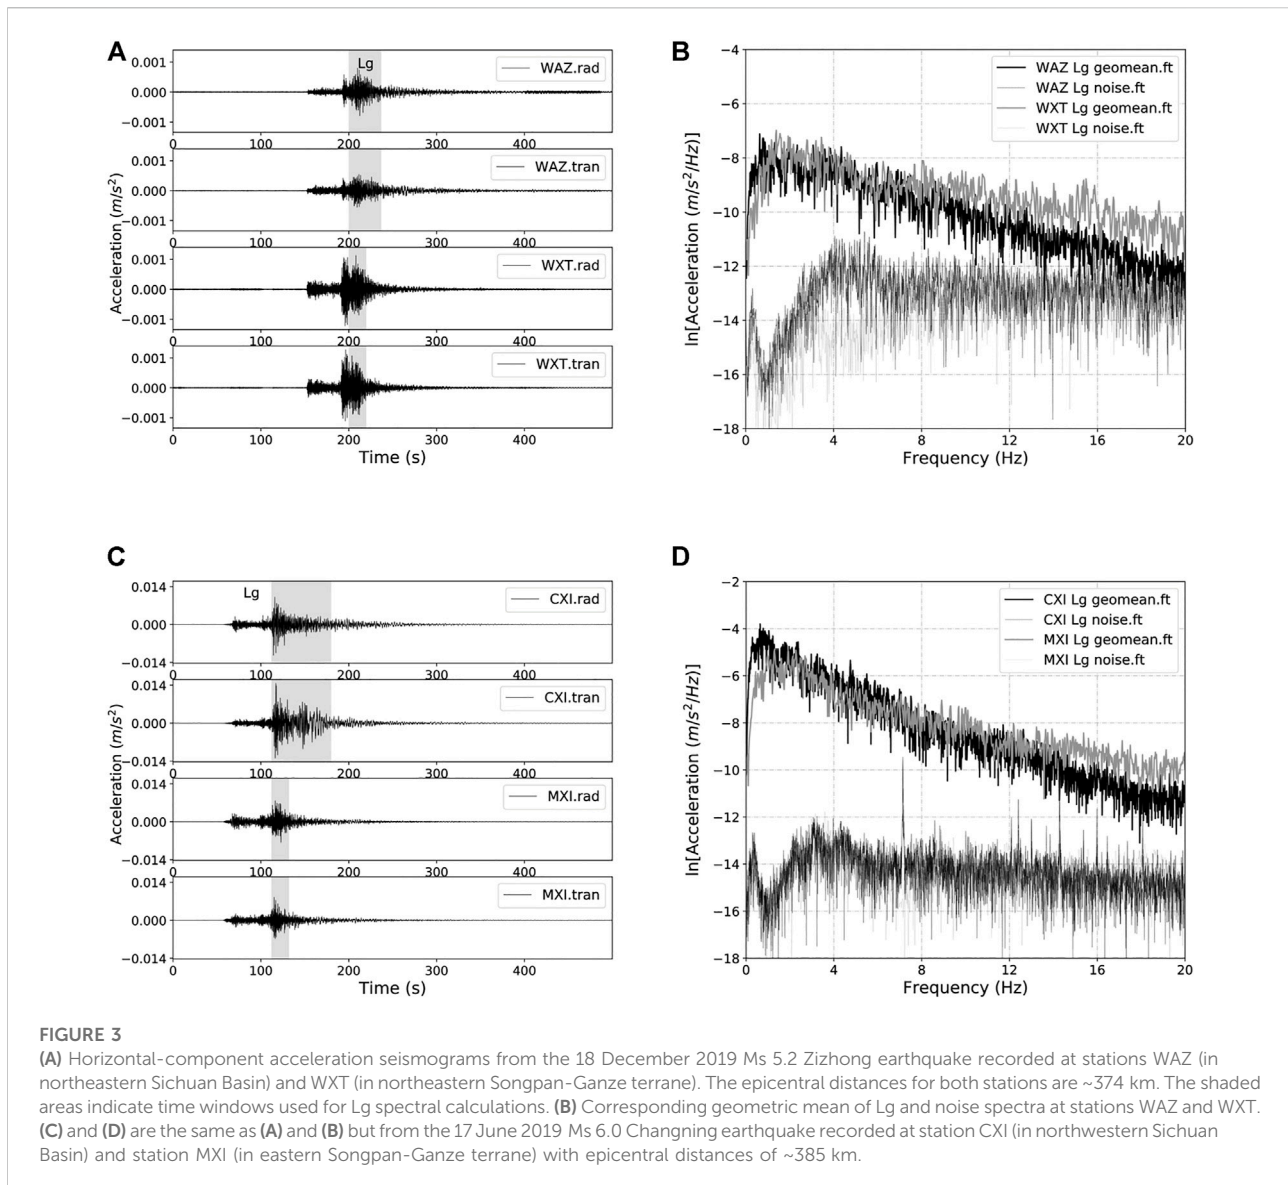 A
0.001
0.000
−0.001
Lg
WAZ.rad
0 100 200 300 400
0.001
0.000
−0.001
WAZ.tran
0 100 200 300 400
0.001
0.000
−0.001
WXT.rad
0 100 200 300 400
0.001
0.000
−0.001
WXT.tran
0 100 200 300 400
Acceleration (m/s²)
Time (s)
B
−4
−6
−8
−10
−12
−14
−16
−18
ln[Acceleration (m/s²/Hz)]
WAZ Lg geomean.ft
WAZ Lg noise.ft
WXT Lg geomean.ft
WXT Lg noise.ft
0 4 8 12 16 20
Frequency (Hz)
C
0.014
0.000
−0.014
Lg
CXI.rad
0 100 200 300 400
0.014
0.000
−0.014
CXI.tran
0 100 200 300 400
0.014
0.000
−0.014
MXI.rad
0 100 200 300 400
0.014
0.000
−0.014
MXI.tran
0 100 200 300 400
Acceleration (m/s²)
Time (s)
D
−2
−4
−6
−8
−10
−12
−14
−16
−18
ln[Acceleration (m/s²/Hz)]
CXI Lg geomean.ft
CXI Lg noise.ft
MXI Lg geomean.ft
MXI Lg noise.ft
0 4 8 12 16 20
Frequency (Hz)
FIGURE 3
(A) Horizontal-component acceleration seismograms from the 18 December 2019 Ms 5.2 Zizhong earthquake recorded at stations WAZ (in
northeastern Sichuan Basin) and WXT (in northeastern Songpan-Ganze terrane). The epicentral distances for both stations are ~374 km. The shaded
areas indicate time windows used for Lg spectral calculations. (B) Corresponding geometric mean of Lg and noise spectra at stations WAZ and WXT.
(C) and (D) are the same as (A) and (B) but from the 17 June 2019 Ms 6.0 Changning earthquake recorded at station CXI (in northwestern Sichuan
Basin) and station MXI (in eastern Songpan-Ganze terrane) with epicentral distances of ~385 km.